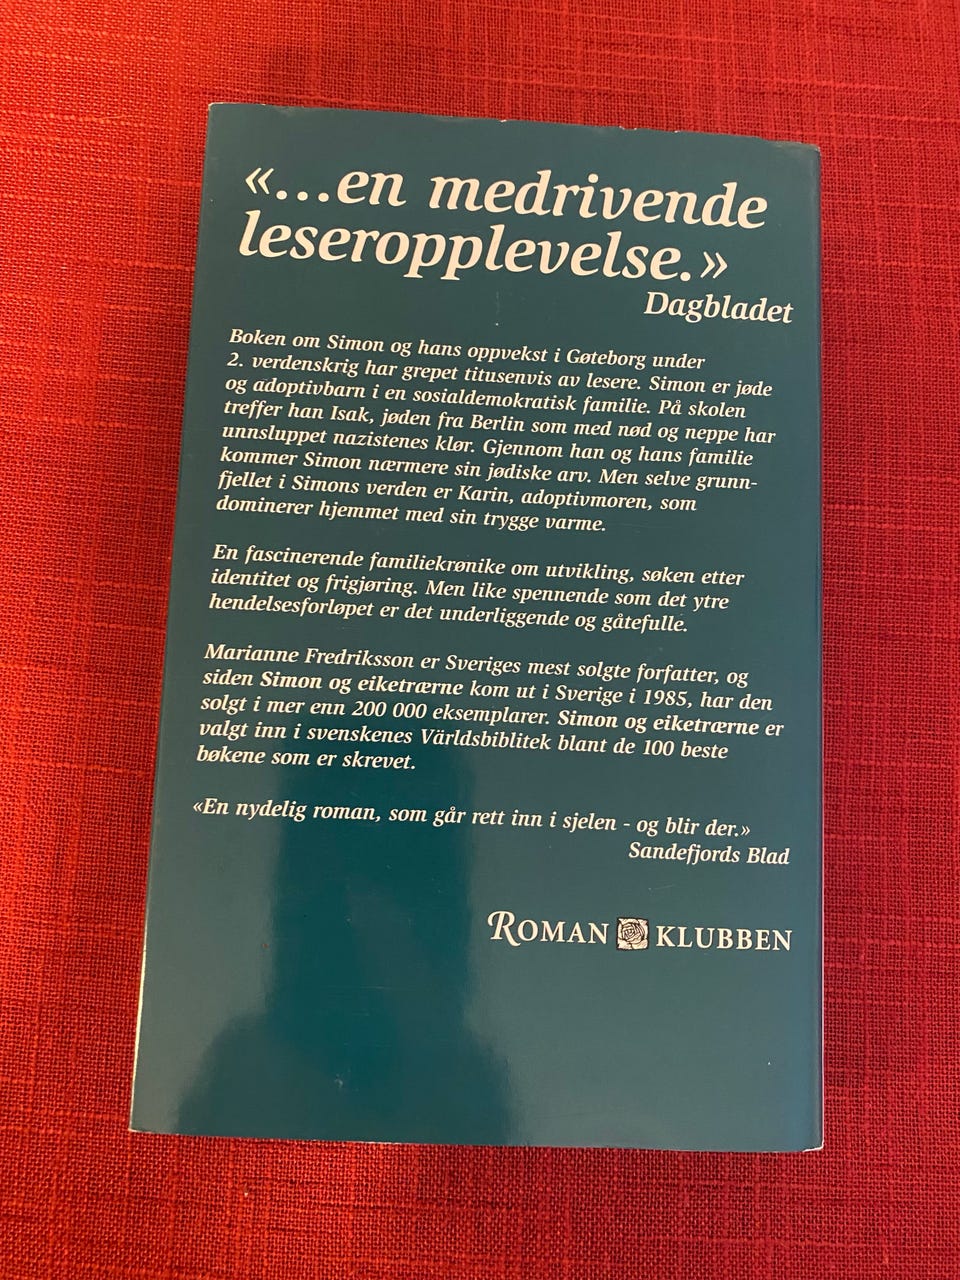 «...en medrivende
leseropplevelse.»
Dagbladet
Boken om Simon og hans oppvekst i Gøteborg under
2. verdenskrig har grepet titusenvis av lesere. Simon er jøde
og adoptivbarn i en sosialdemokratisk familie. På skolen
treffer han Isak, jøden fra Berlin som med nød og neppe har
unnsluppet nazistenes klør. Gjennom han og hans familie
kommer Simon nærmere sin jødiske arv. Men selve grunn-
fjellet i Simons verden er Karin, adoptivmoren, som
dominerer hjemmet med sin trygge varme.
En fascinerende familiekrønike om utvikling, søken etter
identitet og frigjøring. Men like spennende som det ytre
hendelsesforløpet er det underliggende og gåtefulle.
Marianne Fredriksson er Sveriges mest solgte forfatter, og
siden Simon og eiketrærne kom ut i Sverige i 1985, har den
solgt i mer enn 200 000 eksemplarer. Simon og eiketrærne er
valgt inn i svenskenes Världsbiblitek blant de 100 beste
bøkene som er skrevet.
«En nydelig roman, som går rett inn i sjelen - og blir der.»
Sandefjords Blad
ROMAN KLUBBEN